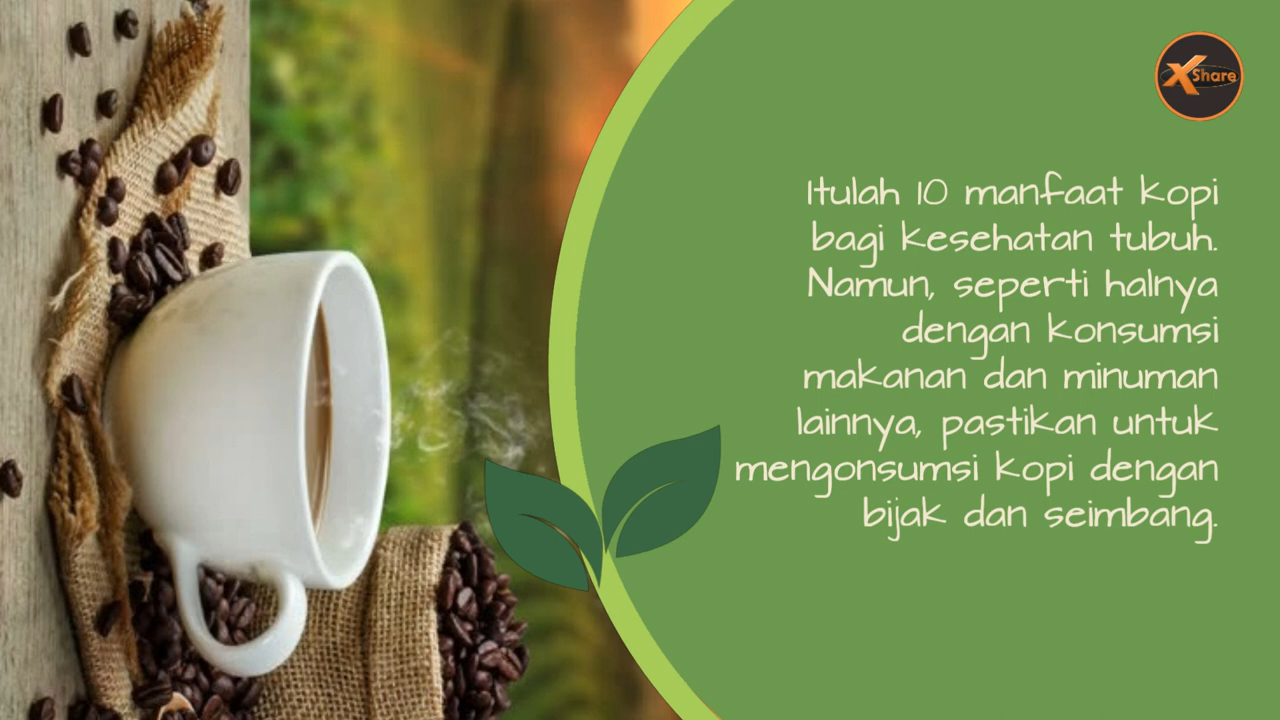 XShare
Itulah 10 manfaat kopi
bagi kesehatan tubuh.
Namun, seperti halnya
dengan konsumsi
makanan dan minuman
lainnya, pastikan untuk
mengonsumsi kopi dengan
bijak dan seimbang.